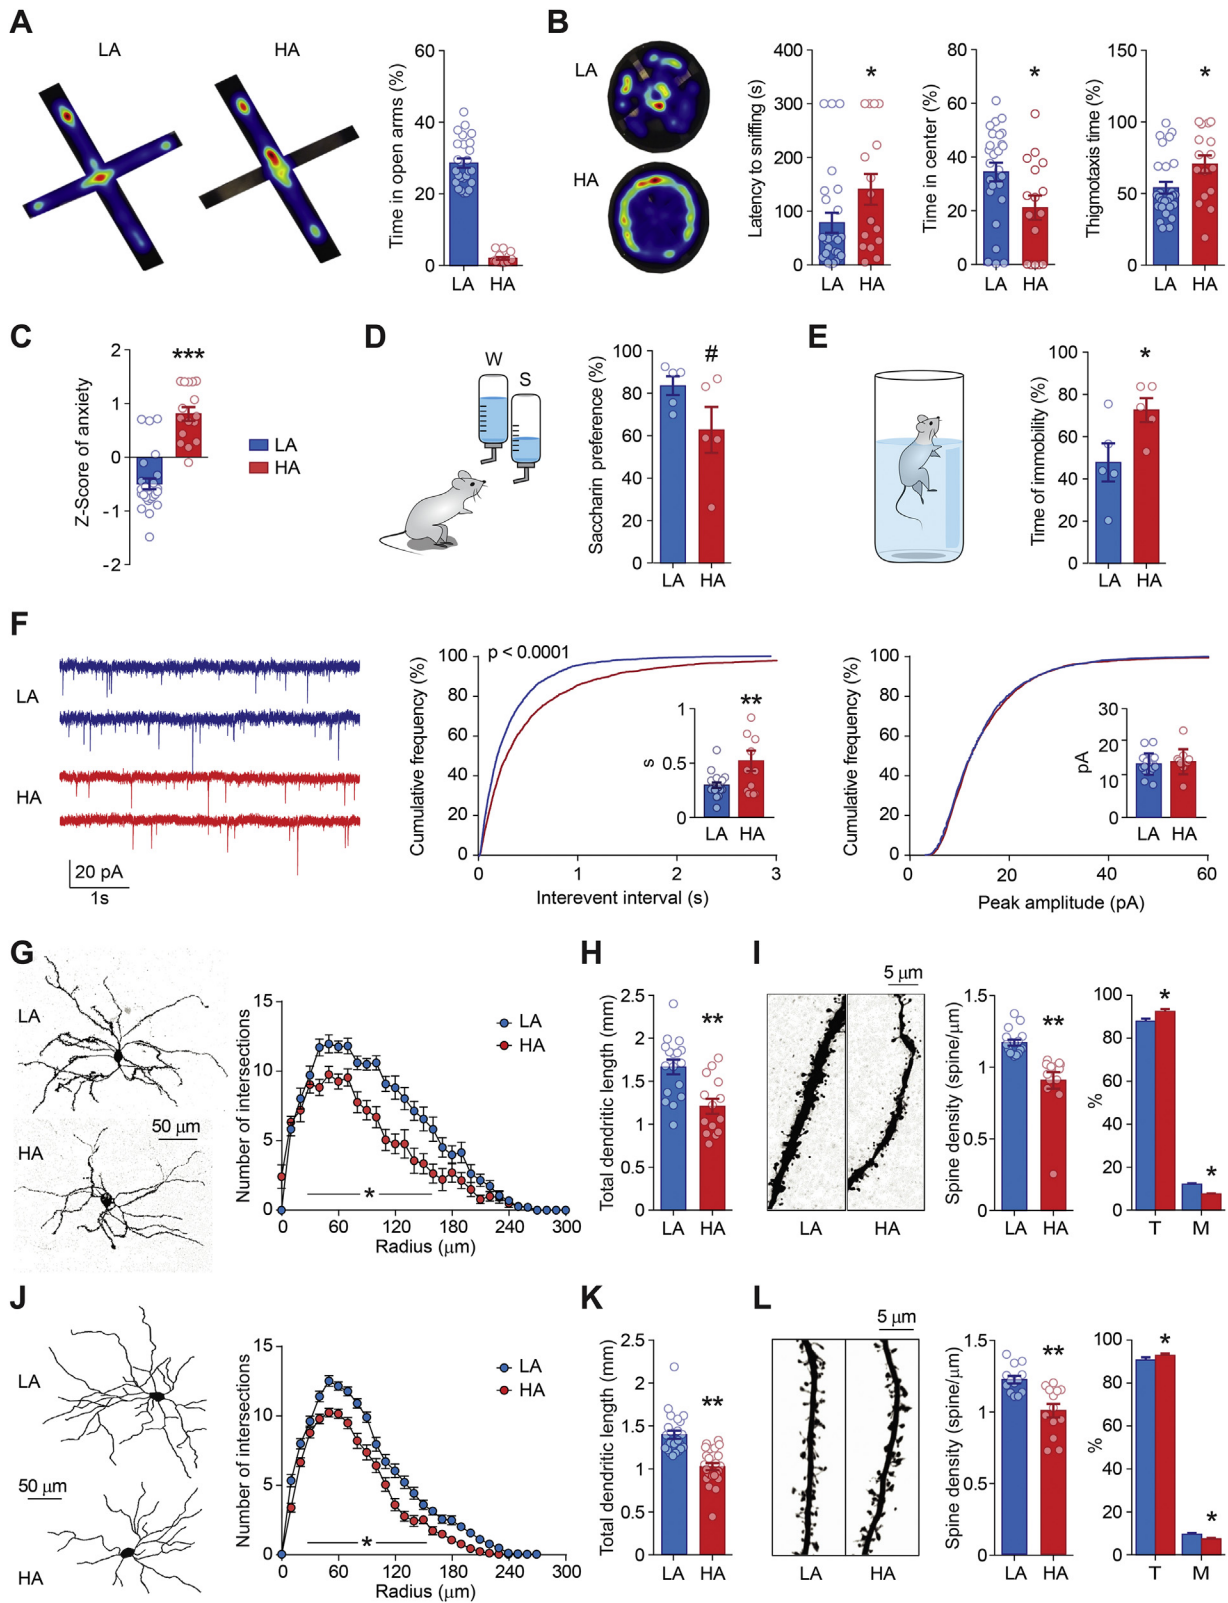 A
LA
HA
Time in open arms (%)
60
40
20
0
LA
HA
B
LA
HA
Latency to sniffing (s)
400
300
200
100
0
*
LA
HA
Time in center (%)
80
60
40
20
0
*
LA
HA
Thigmotaxis time (%)
150
100
50
0
*
LA
HA
C
Z-Score of anxiety
2
1
0
-1
-2
***
LA
HA
D
W
S
Saccharin preference (%)
100
80
60
40
20
0
#
LA
HA
E
Time of immobility (%)
100
80
60
40
20
0
*
LA
HA
F
LA
HA
20 pA
1s
Cumulative frequency (%)
100
80
60
40
20
0
p < 0.0001
s
1
0.5
0
**
LA
HA
0
1
2
3
Interevent interval (s)
Cumulative frequency (%)
100
80
60
40
20
0
pA
30
20
10
0
LA
HA
0
20
40
60
Peak amplitude (pA)
G
LA
HA
50 μm
Number of intersections
15
10
5
0
LA
HA
*
0
60
120
180
240
300
Radius (μm)
H
Total dendritic length (mm)
2.5
2
1.5
1
0.5
0
**
LA
HA
I
5 μm
LA
HA
Spine density (spine/μm)
1.5
1
0.5
0
**
LA
HA
%
100
80
60
40
20
0
*
*
T
M
J
LA
50 μm
HA
Number of intersections
15
10
5
0
LA
HA
*
0
60
120
180
240
300
Radius (μm)
K
Total dendritic length (mm)
2.5
2
1.5
1
0.5
0
**
LA
HA
L
5 μm
LA
HA
Spine density (spine/μm)
1.5
1
0.5
0
**
LA
HA
%
100
80
60
40
20
0
*
*
T
M